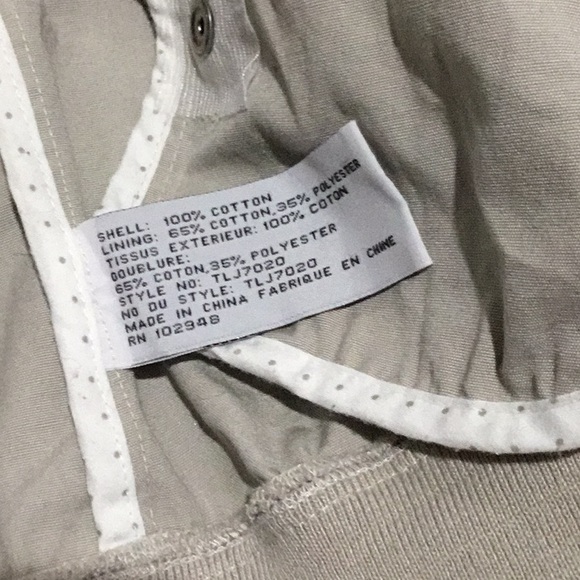 SHELL: 100% COTTON
LINING: 65% COTTON,35% POLYESTER
TISSUS EXTERIEUR: 100% COTON
DOUBLURE:
65% COTON,35% POLYESTER
STYLE NO: TLJ7020
NO DU STYLE: TLJ7020
MADE IN CHINA FABRIQUE EN CHINE
RN 102948